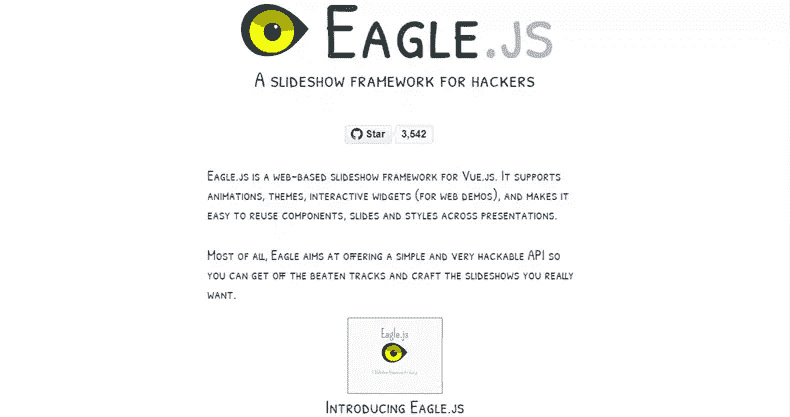 Eagle.js
A slideshow framework for hackers
Star 3,542
Eagle.js is a web-based slideshow framework for Vue.js. It supports
animations, themes, interactive widgets (for web demos), and makes it
easy to reuse components, slides and styles across presentations.
Most of all, Eagle aims at offering a simple and very hackable API so
you can get off the beaten tracks and craft the slideshows you really
want.
Eagle.js
Introducing Eagle.js